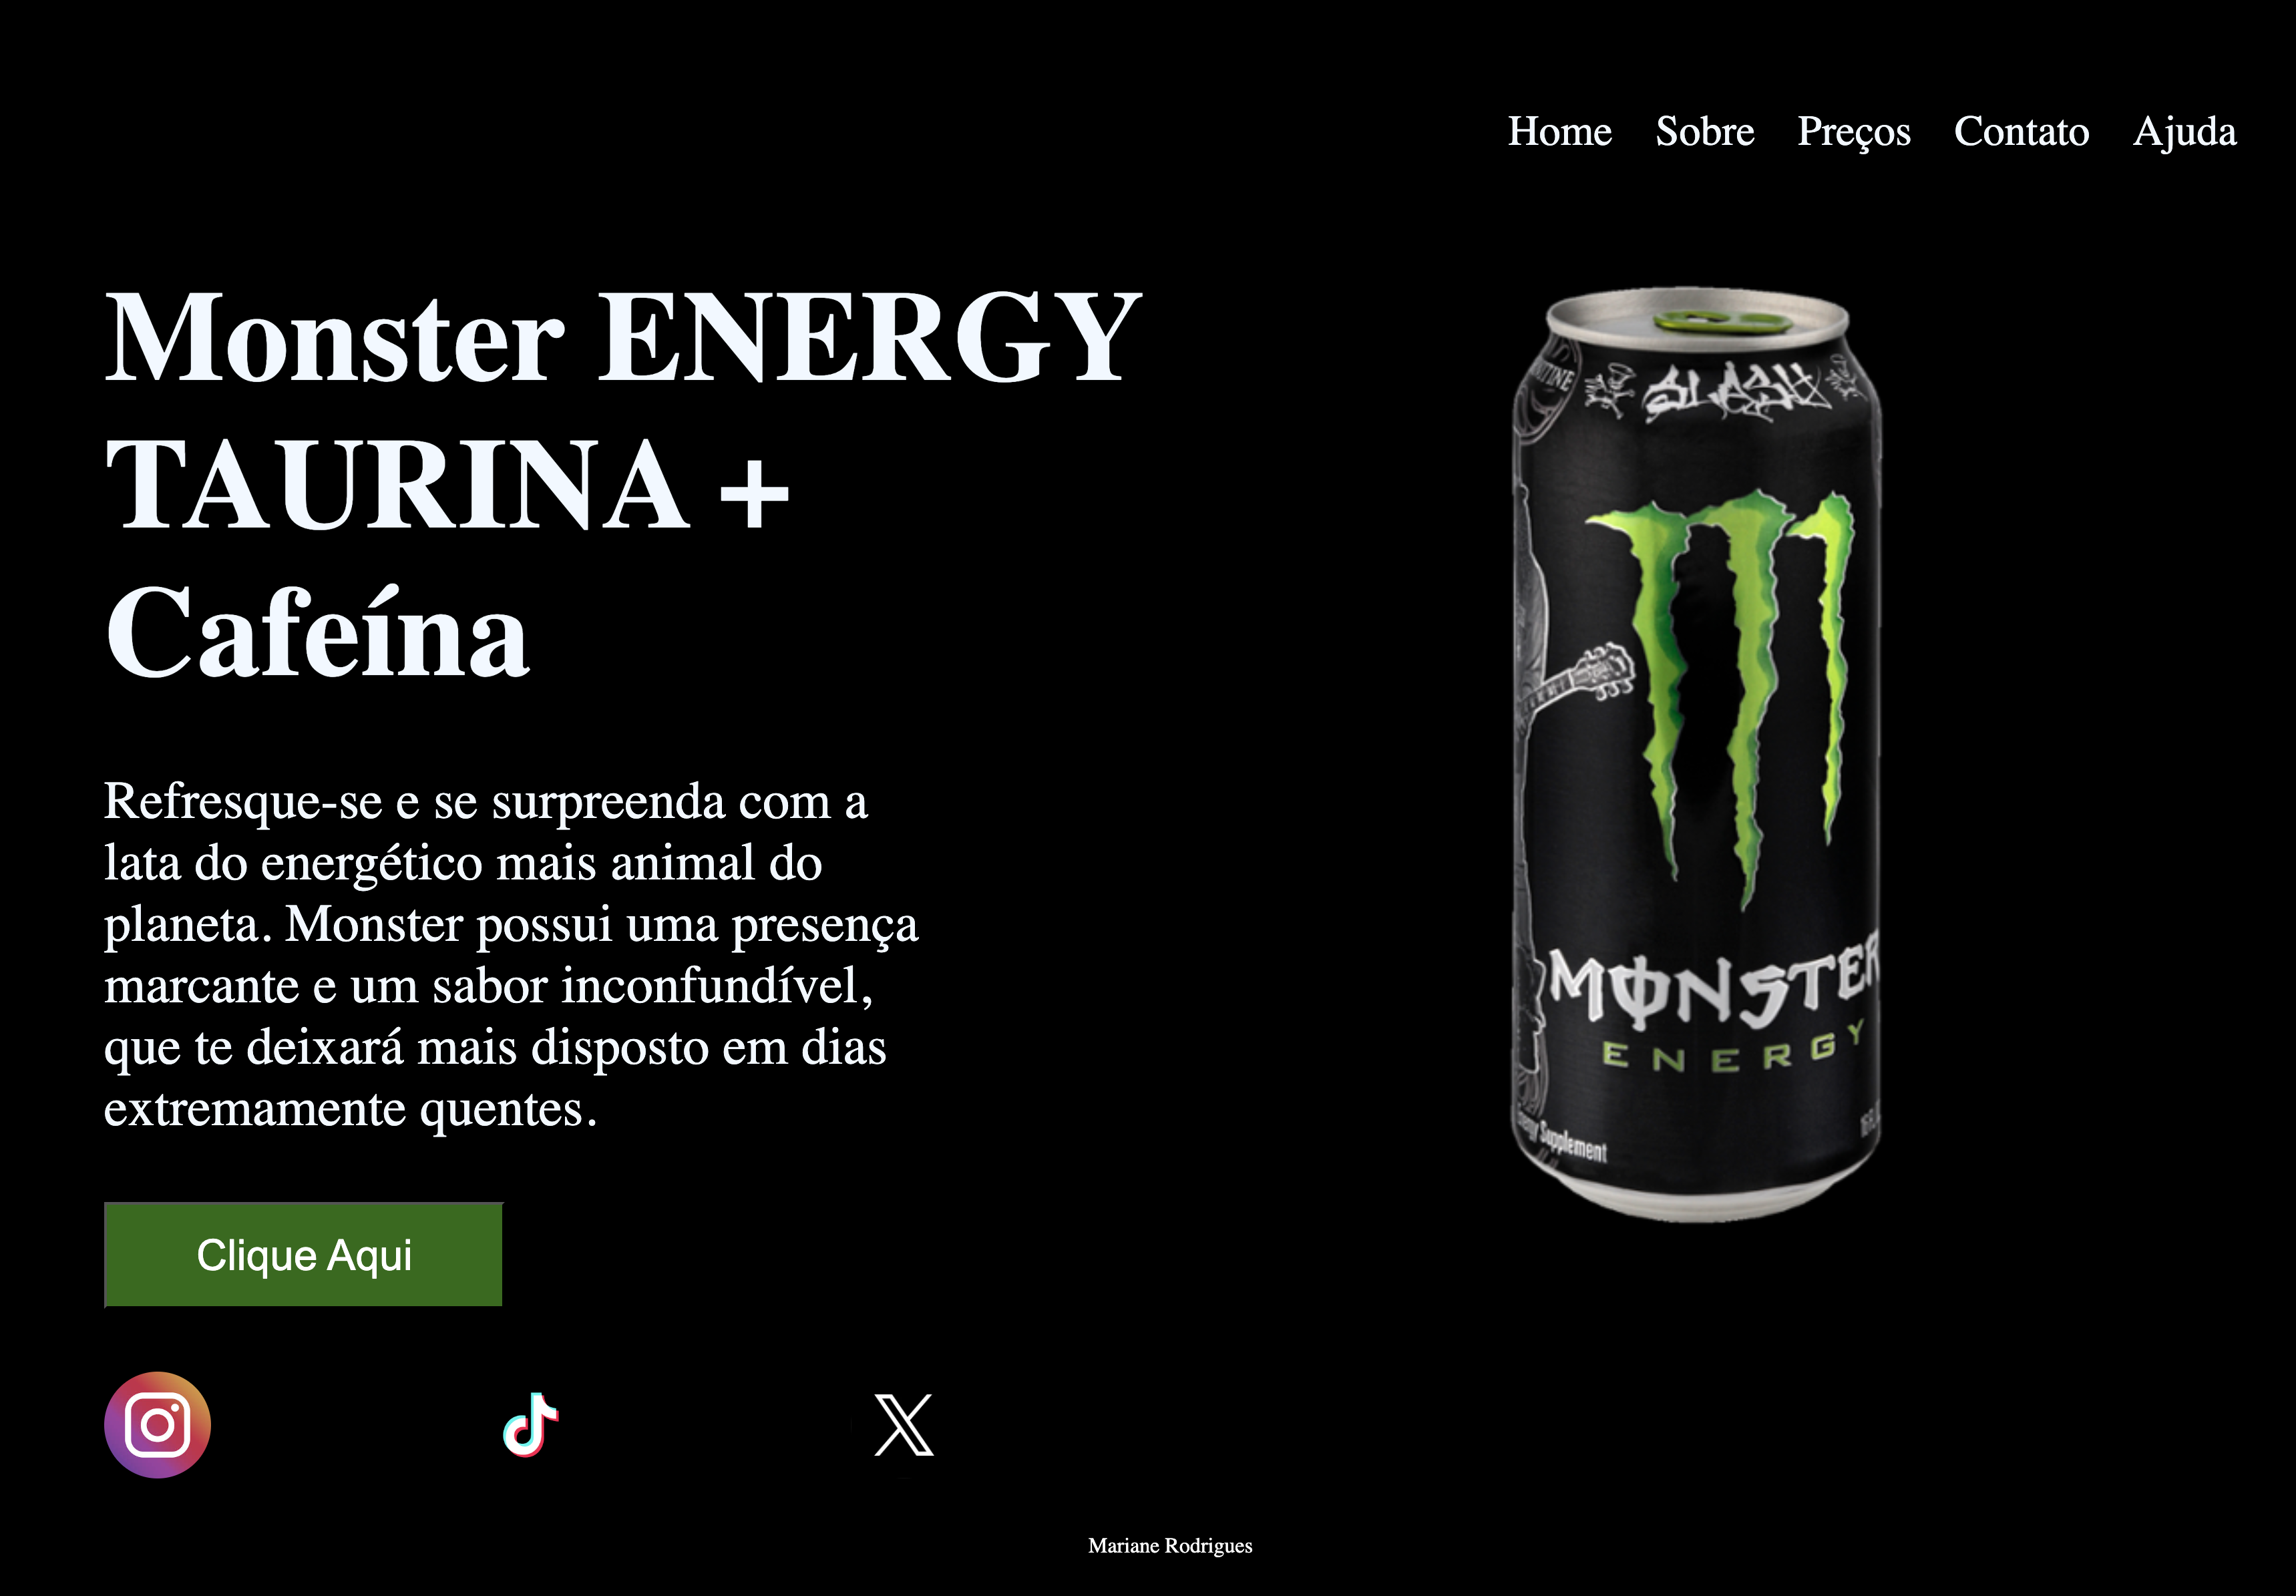 Home Sobre Preços Contato Ajuda
Monster ENERGY
TAURINA +
Cafeína
Refresque-se e se surpreenda com a
lata do energético mais animal do
planeta. Monster possui uma presença
marcante e um sabor inconfundível,
que te deixará mais disposto em dias
extremamente quentes.
Clique Aqui
SLASH
MONSTER
ENERGY
Energy Supplement
Mariane Rodrigues